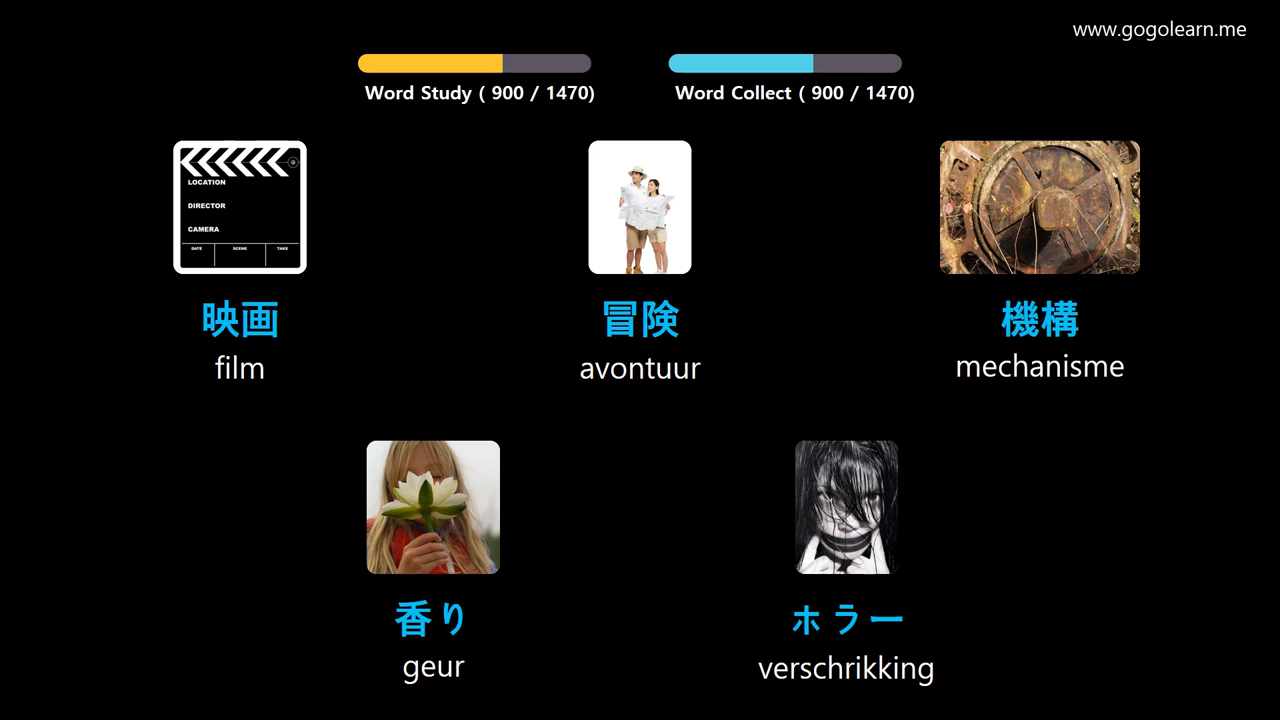 www.gogolearn.me
Word Study ( 900 / 1470)
Word Collect ( 900 / 1470)
LOCATION
DIRECTOR
CAMERA
DATE SCENE TAKE
映画
film
冒険
avontuur
機構
mechanisme
香り
geur
ホラー
verschrikking